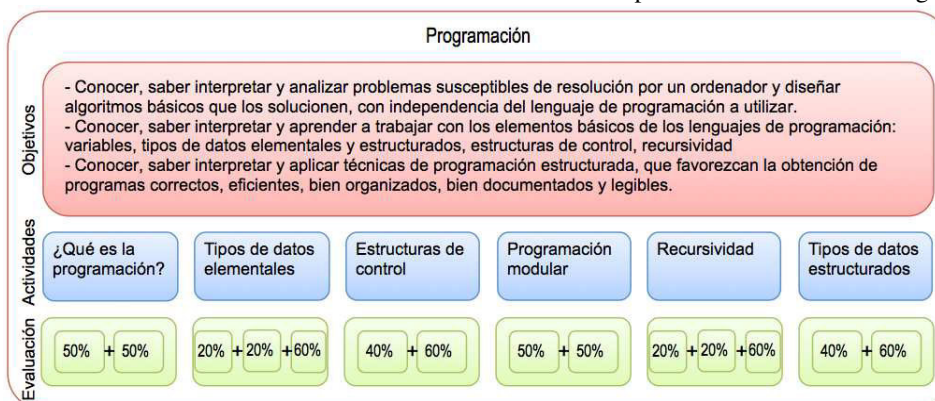 Programación
Objetivos
- Conocer, saber interpretar y analizar problemas susceptibles de resolución por un ordenador y diseñar
algoritmos básicos que los solucionen, con independencia del lenguaje de programación a utilizar.
- Conocer, saber interpretar y aprender a trabajar con los elementos básicos de los lenguajes de programación:
variables, tipos de datos elementales y estructurados, estructuras de control, recursividad
- Conocer, saber interpretar y aplicar técnicas de programación estructurada, que favorezcan la obtención de
programas correctos, eficientes, bien organizados, bien documentados y legibles.
Actividades
¿Qué es la
programación?
Tipos de datos
elementales
Estructuras de
control
Programación
modular
Recursividad
Tipos de datos
estructurados
Evaluación
50% + 50%
20% + 20% + 60%
40% + 60%
50% + 50%
20% + 20% + 60%
40% + 60%